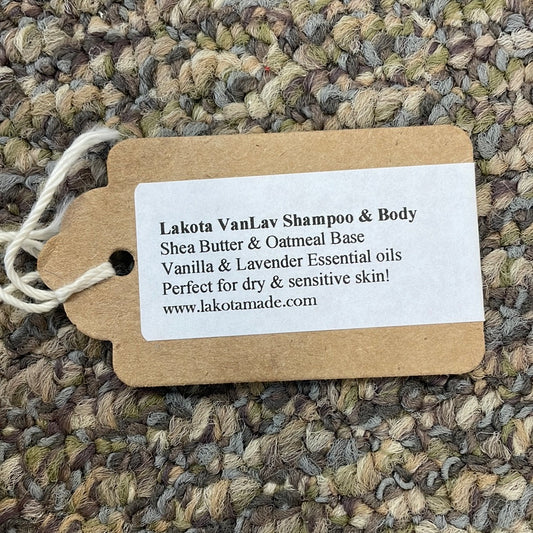 Lakota VanLav Shampoo & Body
Shea Butter & Oatmeal Base
Vanilla & Lavender Essential oils
Perfect for dry & sensitive skin!
www.lakotamade.com